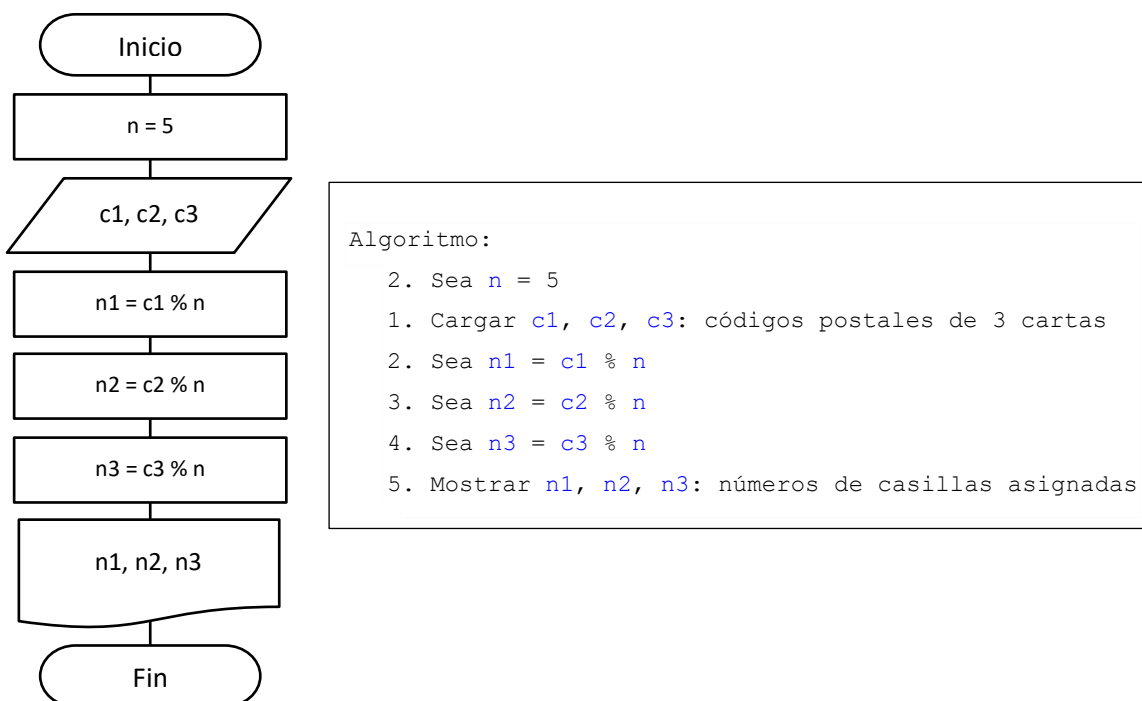 Inicio
n = 5
c1, c2, c3
n1 = c1 % n
n2 = c2 % n
n3 = c3 % n
n1, n2, n3
Fin
Algoritmo:
2. Sea n = 5
1. Cargar c1, c2, c3: códigos postales de 3 cartas
2. Sea n1 = c1 % n
3. Sea n2 = c2 % n
4. Sea n3 = c3 % n
5. Mostrar n1, n2, n3: números de casillas asignadas